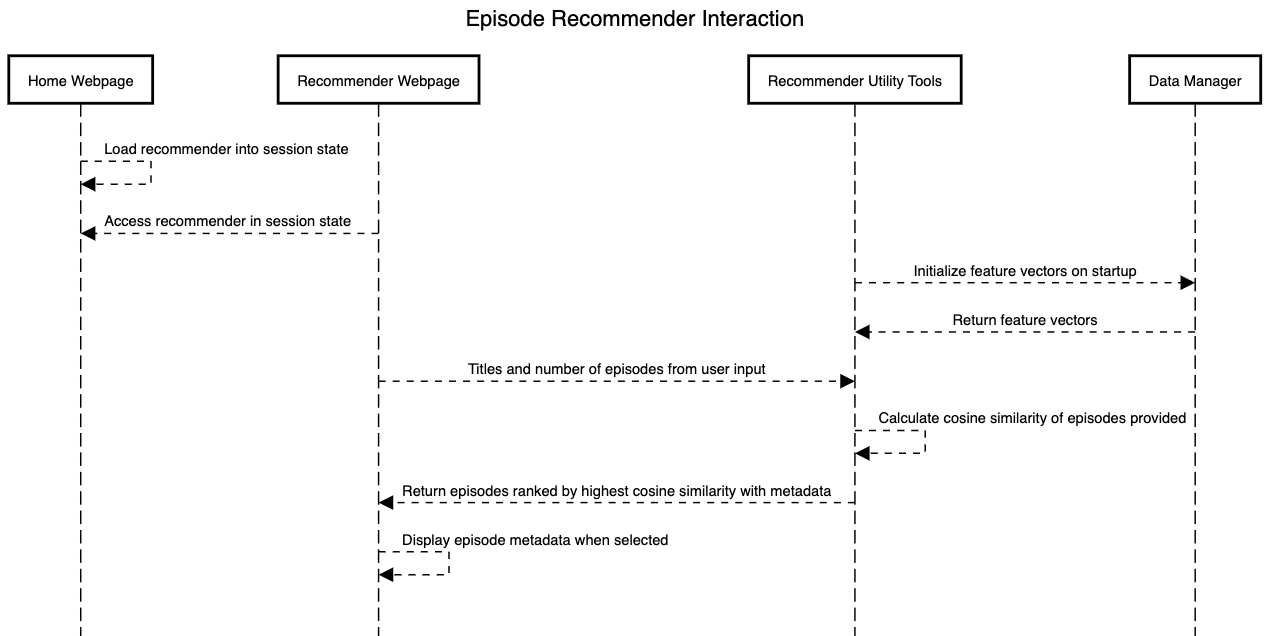 Episode Recommender Interaction
Home Webpage
Recommender Webpage
Recommender Utility Tools
Data Manager
Load recommender into session state
Access recommender in session state
Initialize feature vectors on startup
Return feature vectors
Titles and number of episodes from user input
Calculate cosine similarity of episodes provided
Return episodes ranked by highest cosine similarity with metadata
Display episode metadata when selected